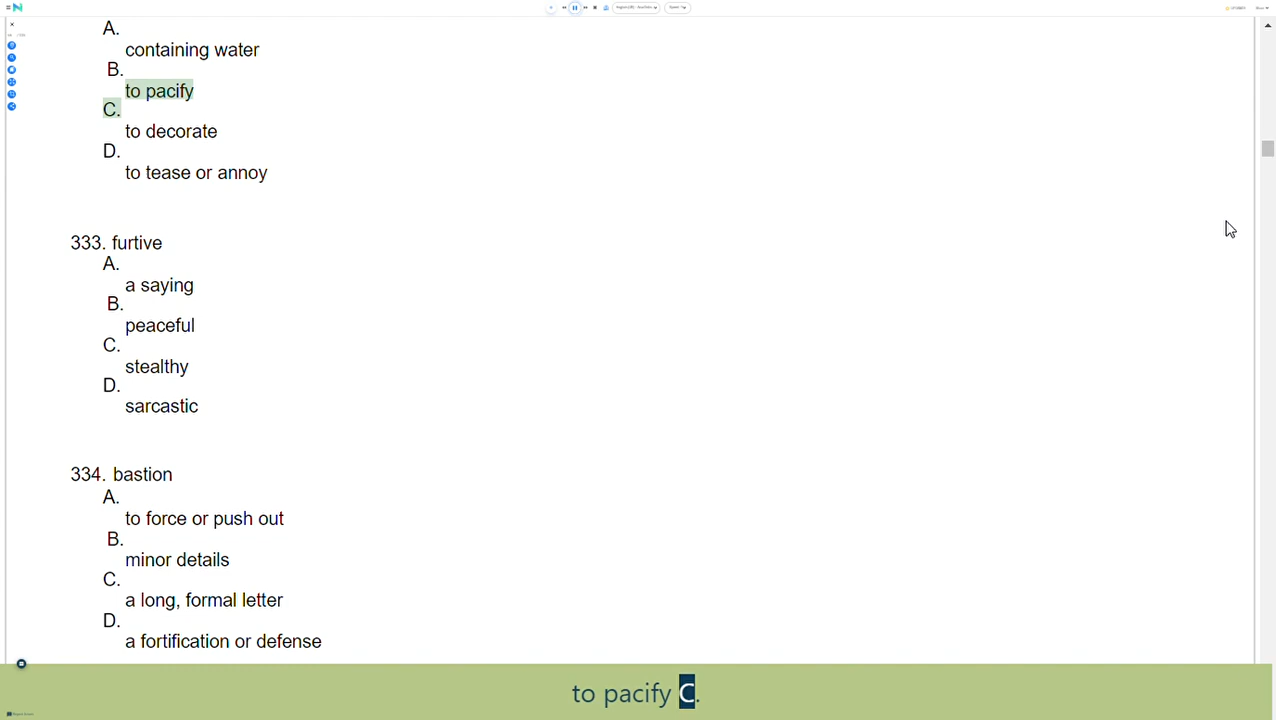 A.
containing water
B.
to pacify
C.
to decorate
D.
to tease or annoy
333. furtive
A.
a saying
B.
peaceful
C.
stealthy
D.
sarcastic
334. bastion
A.
to force or push out
B.
minor details
C.
a long, formal letter
D.
a fortification or defense
to pacify C.